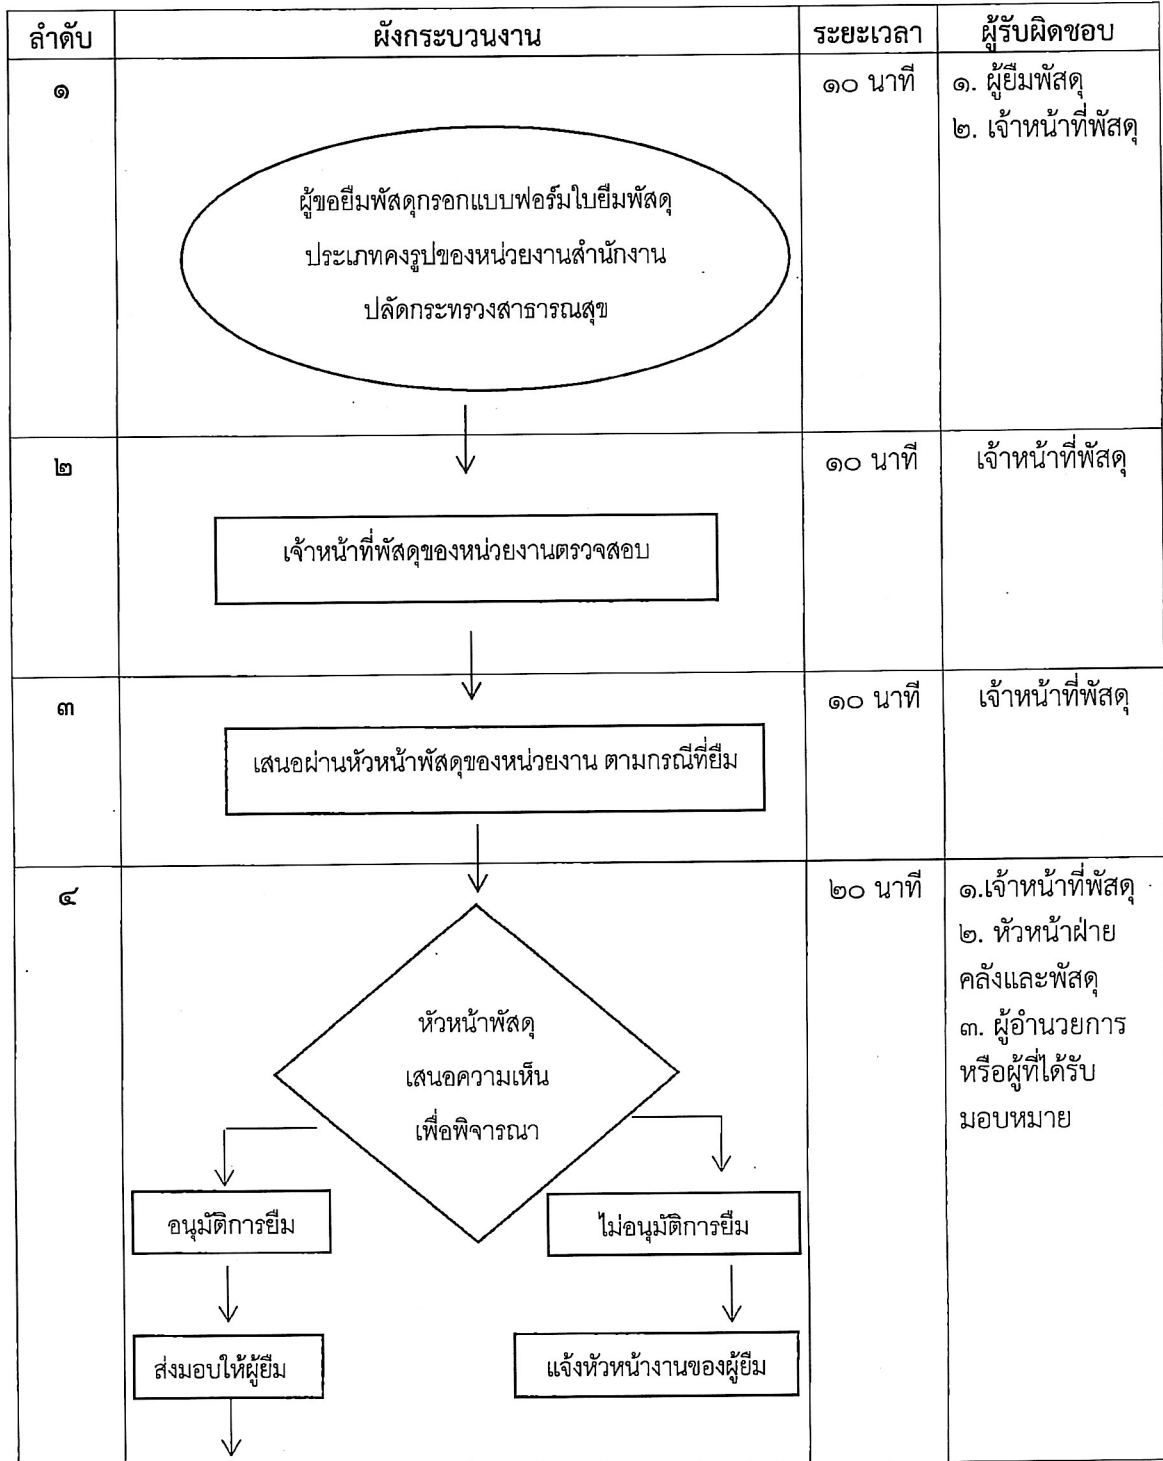 ลำดับ ผังกระบวนงาน ระยะเวลา ผู้รับผิดชอบ
๑ ๑๐ นาที ๑. ผู้ยืมพัสดุ
๒. เจ้าหน้าที่พัสดุ
ผู้ขอยืมพัสดุกรอกแบบฟอร์มใบยืมพัสดุ
ประเภทคงรูปของหน่วยงานสำนักงาน
ปลัดกระทรวงสาธารณสุข
๒ ๑๐ นาที เจ้าหน้าที่พัสดุ
เจ้าหน้าที่พัสดุของหน่วยงานตรวจสอบ
๓ ๑๐ นาที เจ้าหน้าที่พัสดุ
เสนอผ่านหัวหน้าพัสดุของหน่วยงาน ตามกรณีที่ยืม
๔ ๒๐ นาที ๑.เจ้าหน้าที่พัสดุ
๒. หัวหน้าฝ่าย
คลังและพัสดุ
๓. ผู้อำนวยการ
หรือผู้ที่ได้รับ
มอบหมาย
หัวหน้าพัสดุ
เสนอความเห็น
เพื่อพิจารณา
อนุมัติการยืม ไม่อนุมัติการยืม
ส่งมอบให้ผู้ยืม แจ้งหัวหน้างานของผู้ยืม